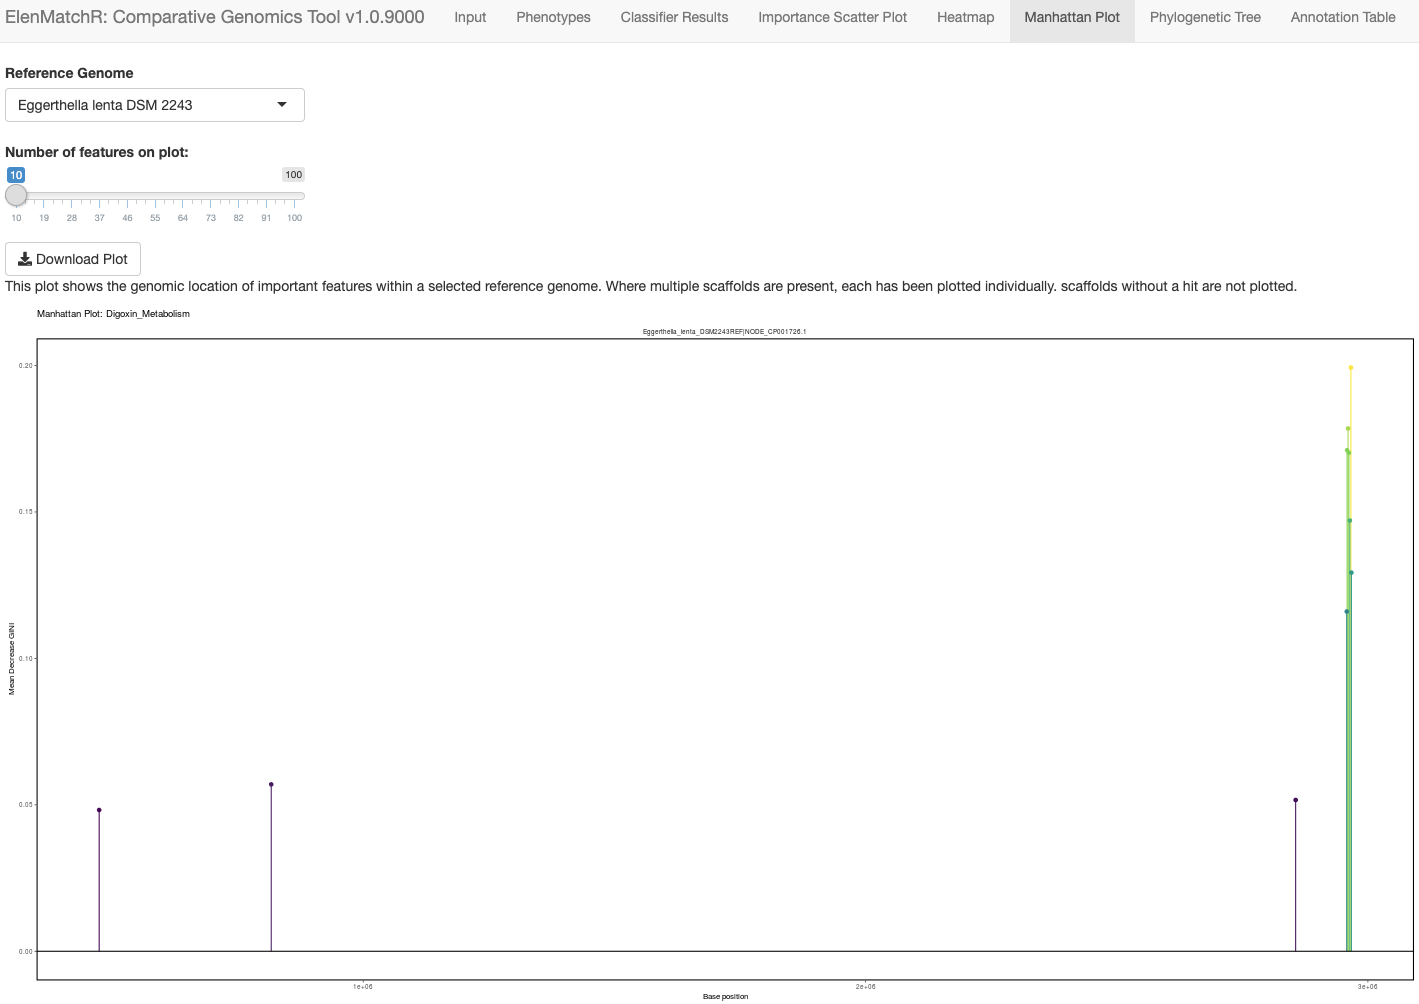 ElenMatchR: Comparative Genomics Tool v1.0.9000 Input Phenotypes Classifier Results Importance Scatter Plot Heatmap Manhattan Plot Phylogenetic Tree Annotation Table
Reference Genome
Eggerthella lenta DSM 2243
Number of features on plot:
10 100
10 19 28 37 46 55 64 73 82 91 100
Download Plot
This plot shows the genomic location of important features within a selected reference genome. Where multiple scaffolds are present, each has been plotted individually. scaffolds without a hit are not plotted.
Manhattan Plot: Digoxin_Metabolism
Eggerthella_lenta_DSM2243REF|NODE_CP001726.1
0.20
0.15
0.10
0.05
0.00
Mean Decrease GINI
1e+06 2e+06 3e+06
Base position